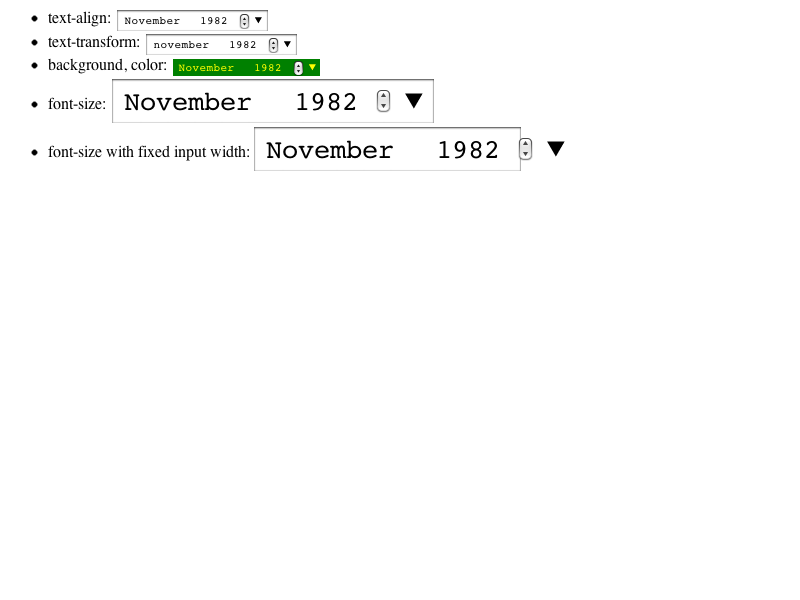 text-align: November 1982
text-transform: november 1982
background, color: November 1982
font-size: November 1982
font-size with fixed input width: November 1982